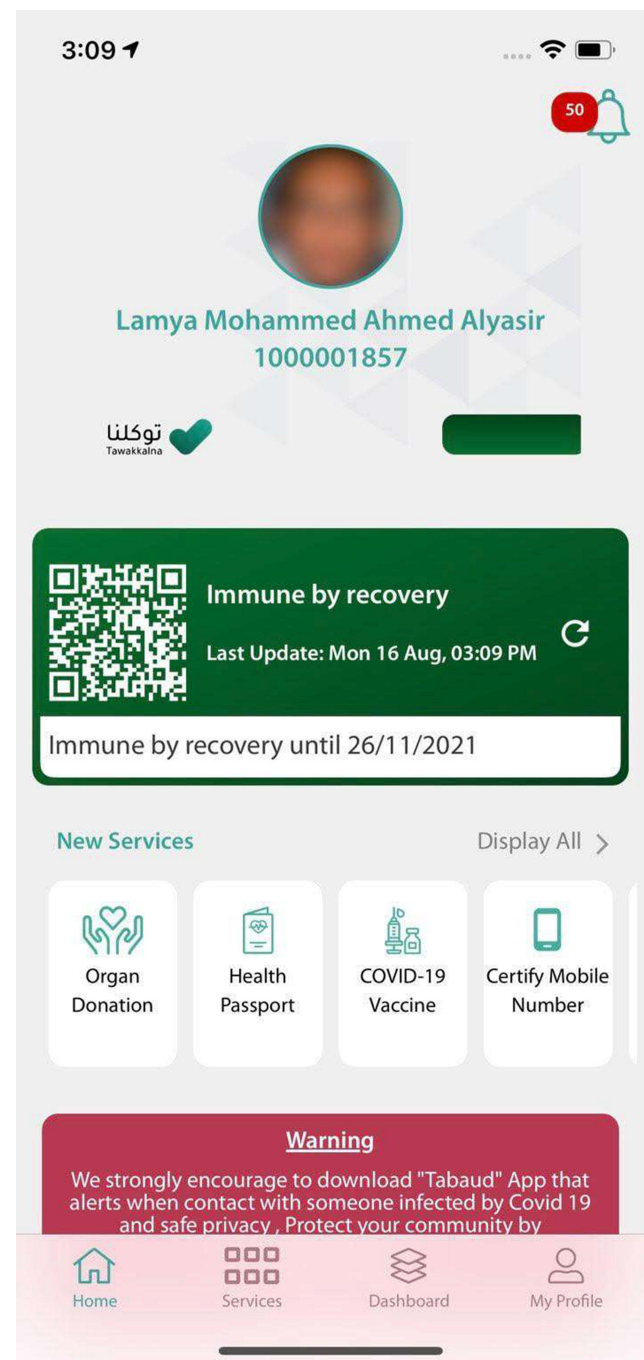 3:09
50
Lamya Mohammed Ahmed Alyasir
1000001857
توكلنا
Tawakkalna
Immune by recovery
Last Update: Mon 16 Aug, 03:09 PM
Immune by recovery until 26/11/2021
New Services
Display All
Organ
Donation
Health
Passport
COVID-19
Vaccine
Certify Mobile
Number
Warning
We strongly encourage to download "Tabaud" App that
alerts when contact with someone infected by Covid 19
and safe privacy , Protect your community by
Home
Services
Dashboard
My Profile